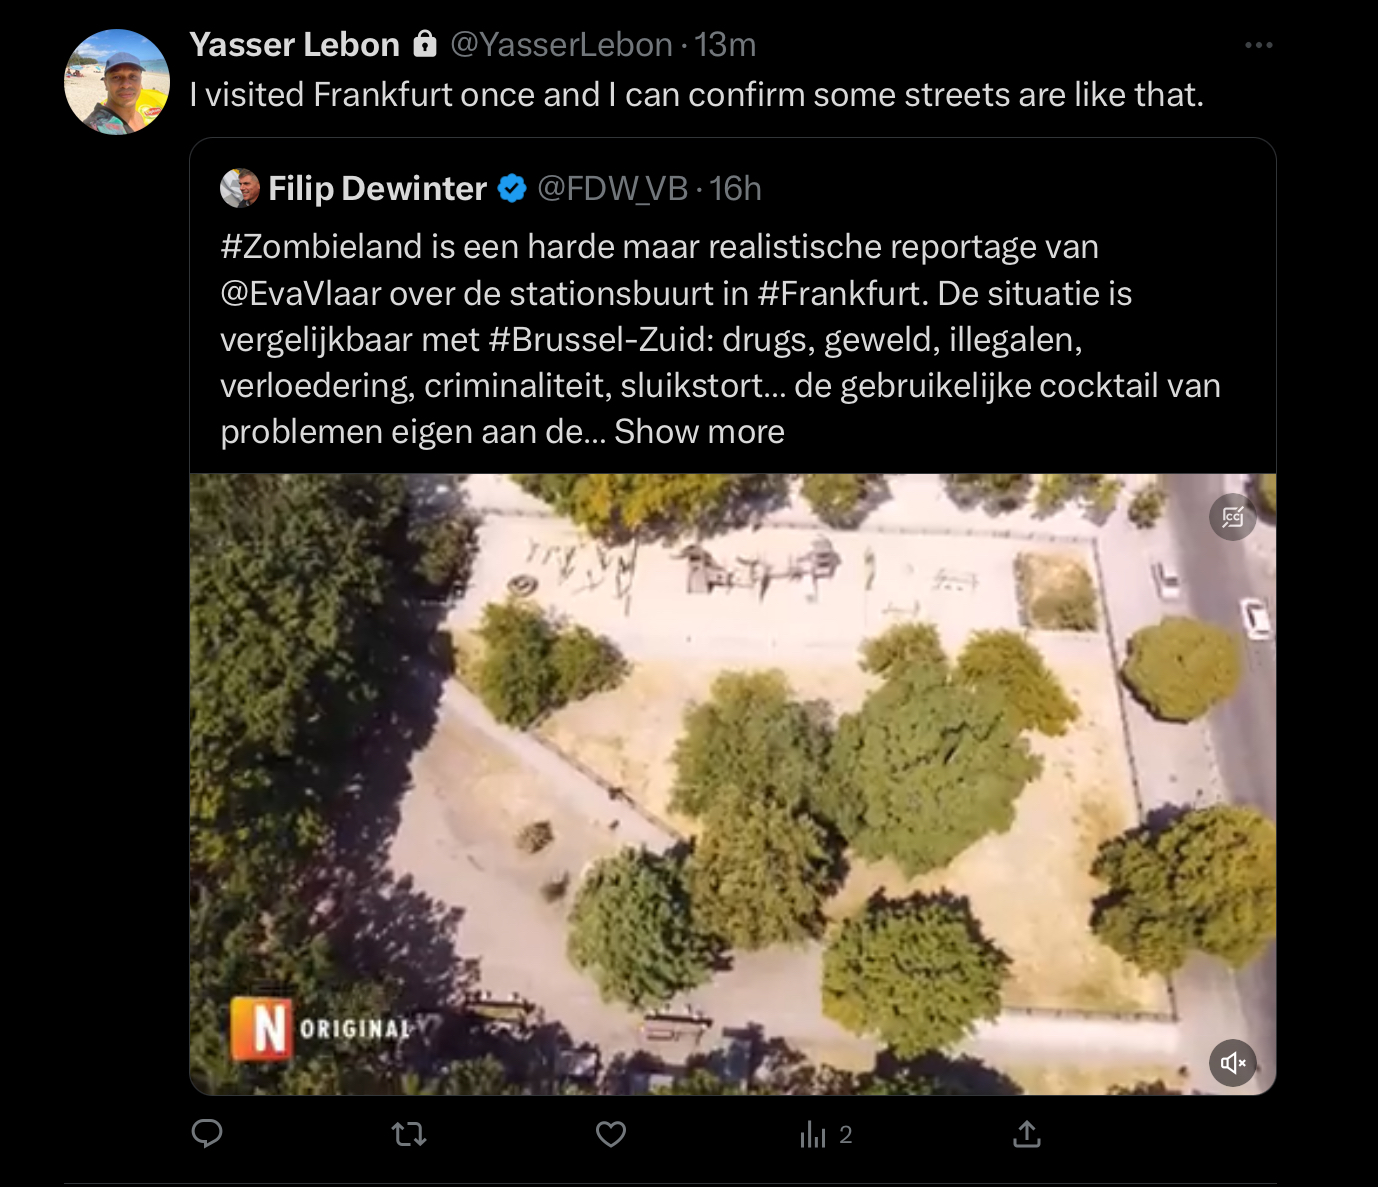 Yasser Lebon @YasserLebon · 13m
I visited Frankfurt once and I can confirm some streets are like that.
Filip Dewinter @FDW_VB · 16h
#Zombieland is een harde maar realistische reportage van
@EvaVlaar over de stationsbuurt in #Frankfurt. De situatie is
vergelijkbaar met #Brussel-Zuid: drugs, geweld, illegalen,
verloedering, criminaliteit, sluikstort... de gebruikelijke cocktail van
problemen eigen aan de... Show more
CC
N ORIGINAL
2